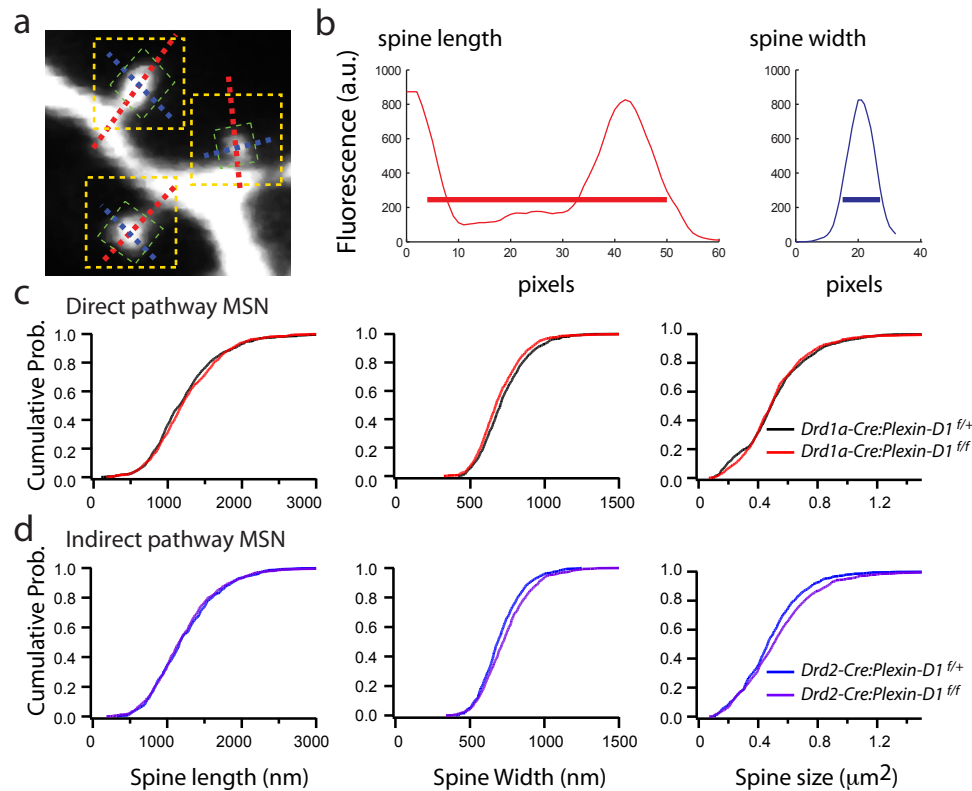 a
b
spine length
spine width
Fluorescence (a.u.)
1000
800
600
400
200
0
0 10 20 30 40 50 60
pixels
1000
800
600
400
200
0
0 20 40
pixels
c
Direct pathway MSN
Cumulative Prob.
1.0
0.8
0.6
0.4
0.2
0.0
0 1000 2000 3000
1.0
0.8
0.6
0.4
0.2
0.0
0 500 1000 1500
1.0
0.8
0.6
0.4
0.2
0.0
0 0.4 0.8 1.2
Drd1a-Cre:Plexin-D1 f/+
Drd1a-Cre:Plexin-D1 f/f
d
Indirect pathway MSN
Cumulative Prob.
1.0
0.8
0.6
0.4
0.2
0.0
0 1000 2000 3000
Spine length (nm)
1.0
0.8
0.6
0.4
0.2
0.0
0 500 1000 1500
Spine Width (nm)
1.0
0.8
0.6
0.4
0.2
0.0
0 0.4 0.8 1.2
Spine size (μm2)
Drd2-Cre:Plexin-D1 f/+
Drd2-Cre:Plexin-D1 f/f